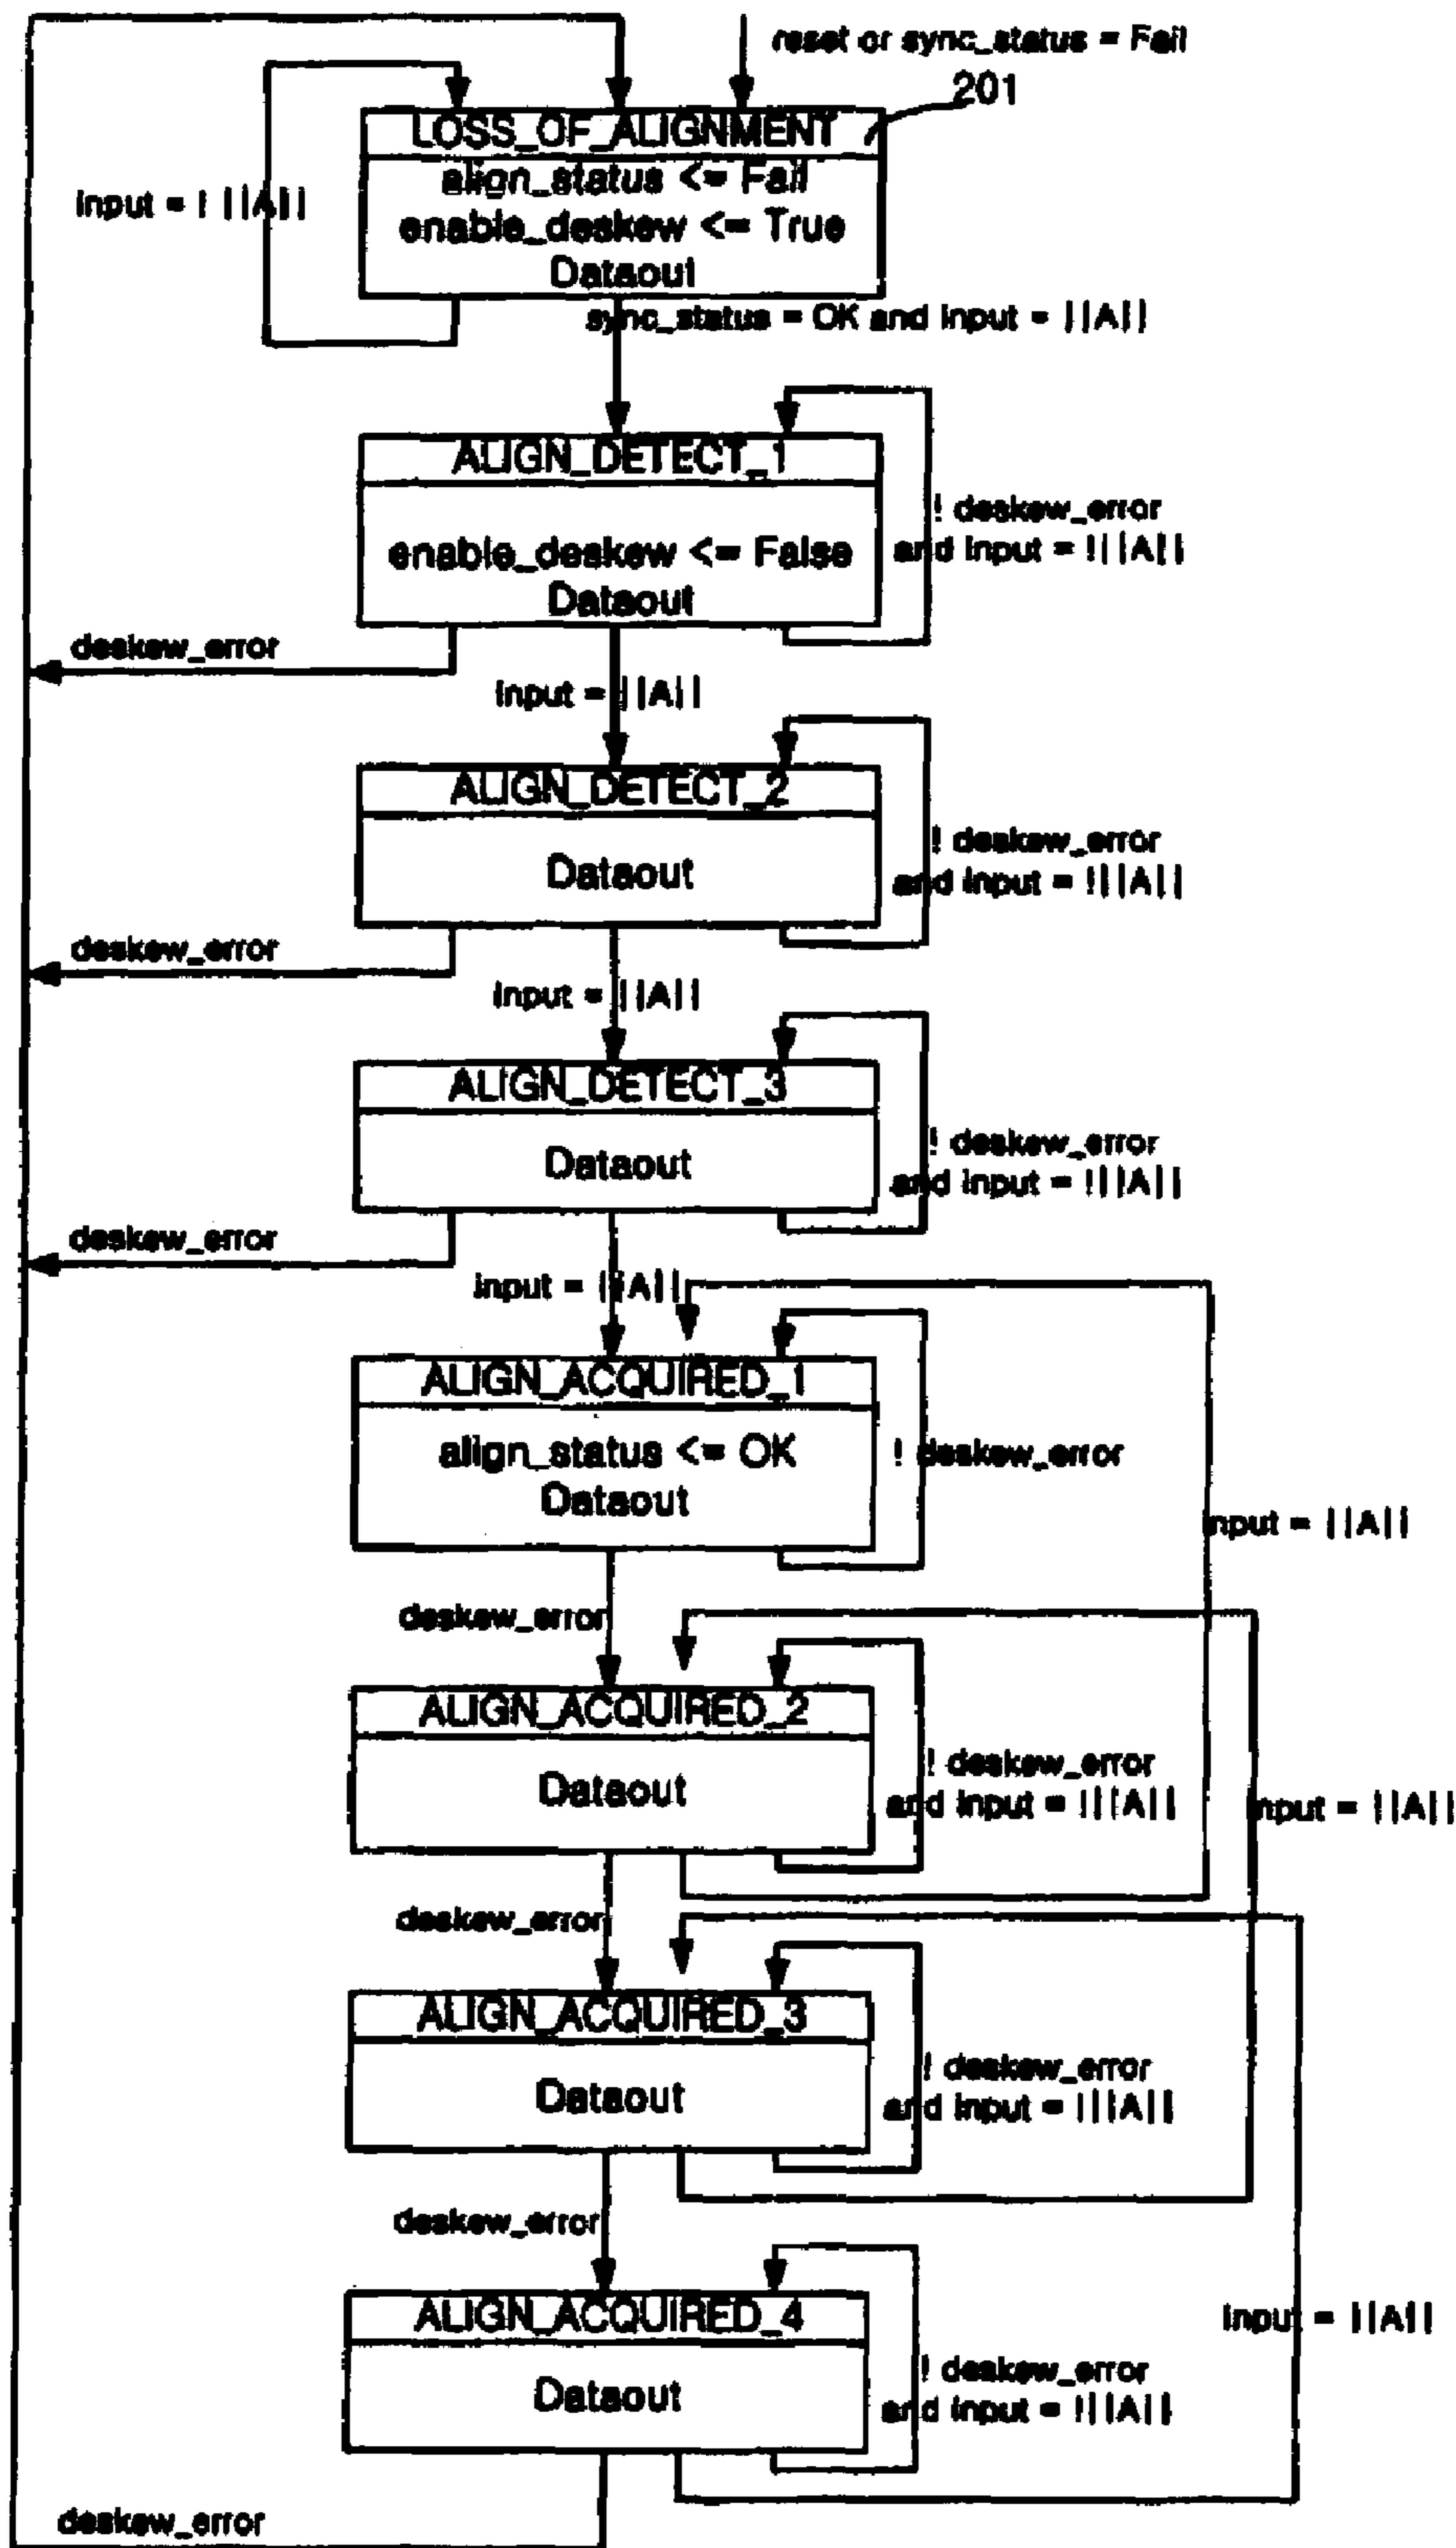 reset or sync_status = Fail
201
LOSS_OF_ALIGNMENT
align_status <= Fail
enable_deskew <= True
Dataout
input = ! ||A||
sync_status = OK and input = ||A||
ALIGN_DETECT_1
enable_deskew <= False
Dataout
! deskew_error
and input = !||A||
deskew_error
input = ||A||
ALIGN_DETECT_2
Dataout
! deskew_error
and input = !||A||
deskew_error
input = ||A||
ALIGN_DETECT_3
Dataout
! deskew_error
and input = !||A||
deskew_error
input = ||A||
ALIGN_ACQUIRED_1
align_status <= OK
Dataout
! deskew_error
input = ||A||
deskew_error
ALIGN_ACQUIRED_2
Dataout
! deskew_error
and input = !||A||
input = ||A||
deskew_error
ALIGN_ACQUIRED_3
Dataout
! deskew_error
and input = !||A||
deskew_error
ALIGN_ACQUIRED_4
Dataout
! deskew_error
and input = !||A||
input = ||A||
deskew_error